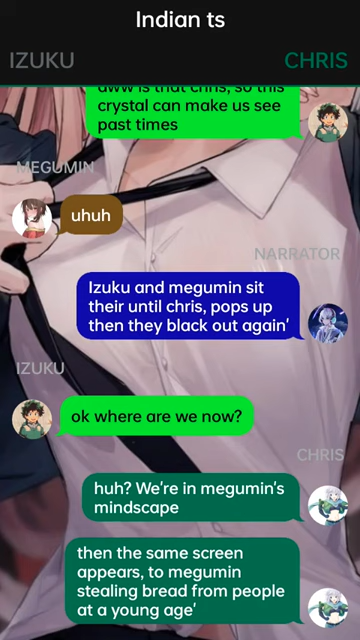 Indian ts
IZUKU
CHRIS
aww is that chris, so this
crystal can make us see
past times
MEGUMIN
uhuh
NARRATOR
Izuku and megumin sit
their until chris, pops up
then they black out again'
IZUKU
ok where are we now?
CHRIS
huh? We're in megumin's
mindscape
then the same screen
appears, to megumin
stealing bread from people
at a young age'